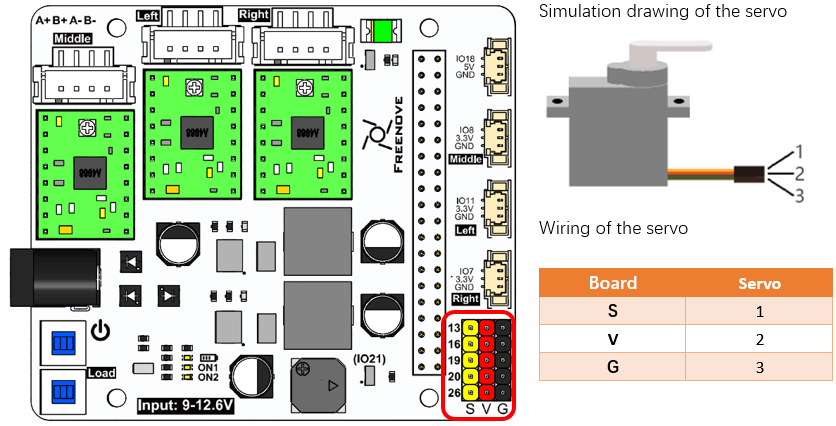 A+B+A-B-
Left
Right
Middle
A4988
A4988
A4988
FREENOVE
IO18
5V
GND
IO8
3.3V
GND
Middle
IO11
3.3V
GND
Left
IO7
3.3V
GND
Right
13
16
19
20
26
S V G
(IO21)
ON1
ON2
Load
Input: 9-12.6V
Simulation drawing of the servo
1
2
3
Wiring of the servo
Board Servo
S 1
V 2
G 3